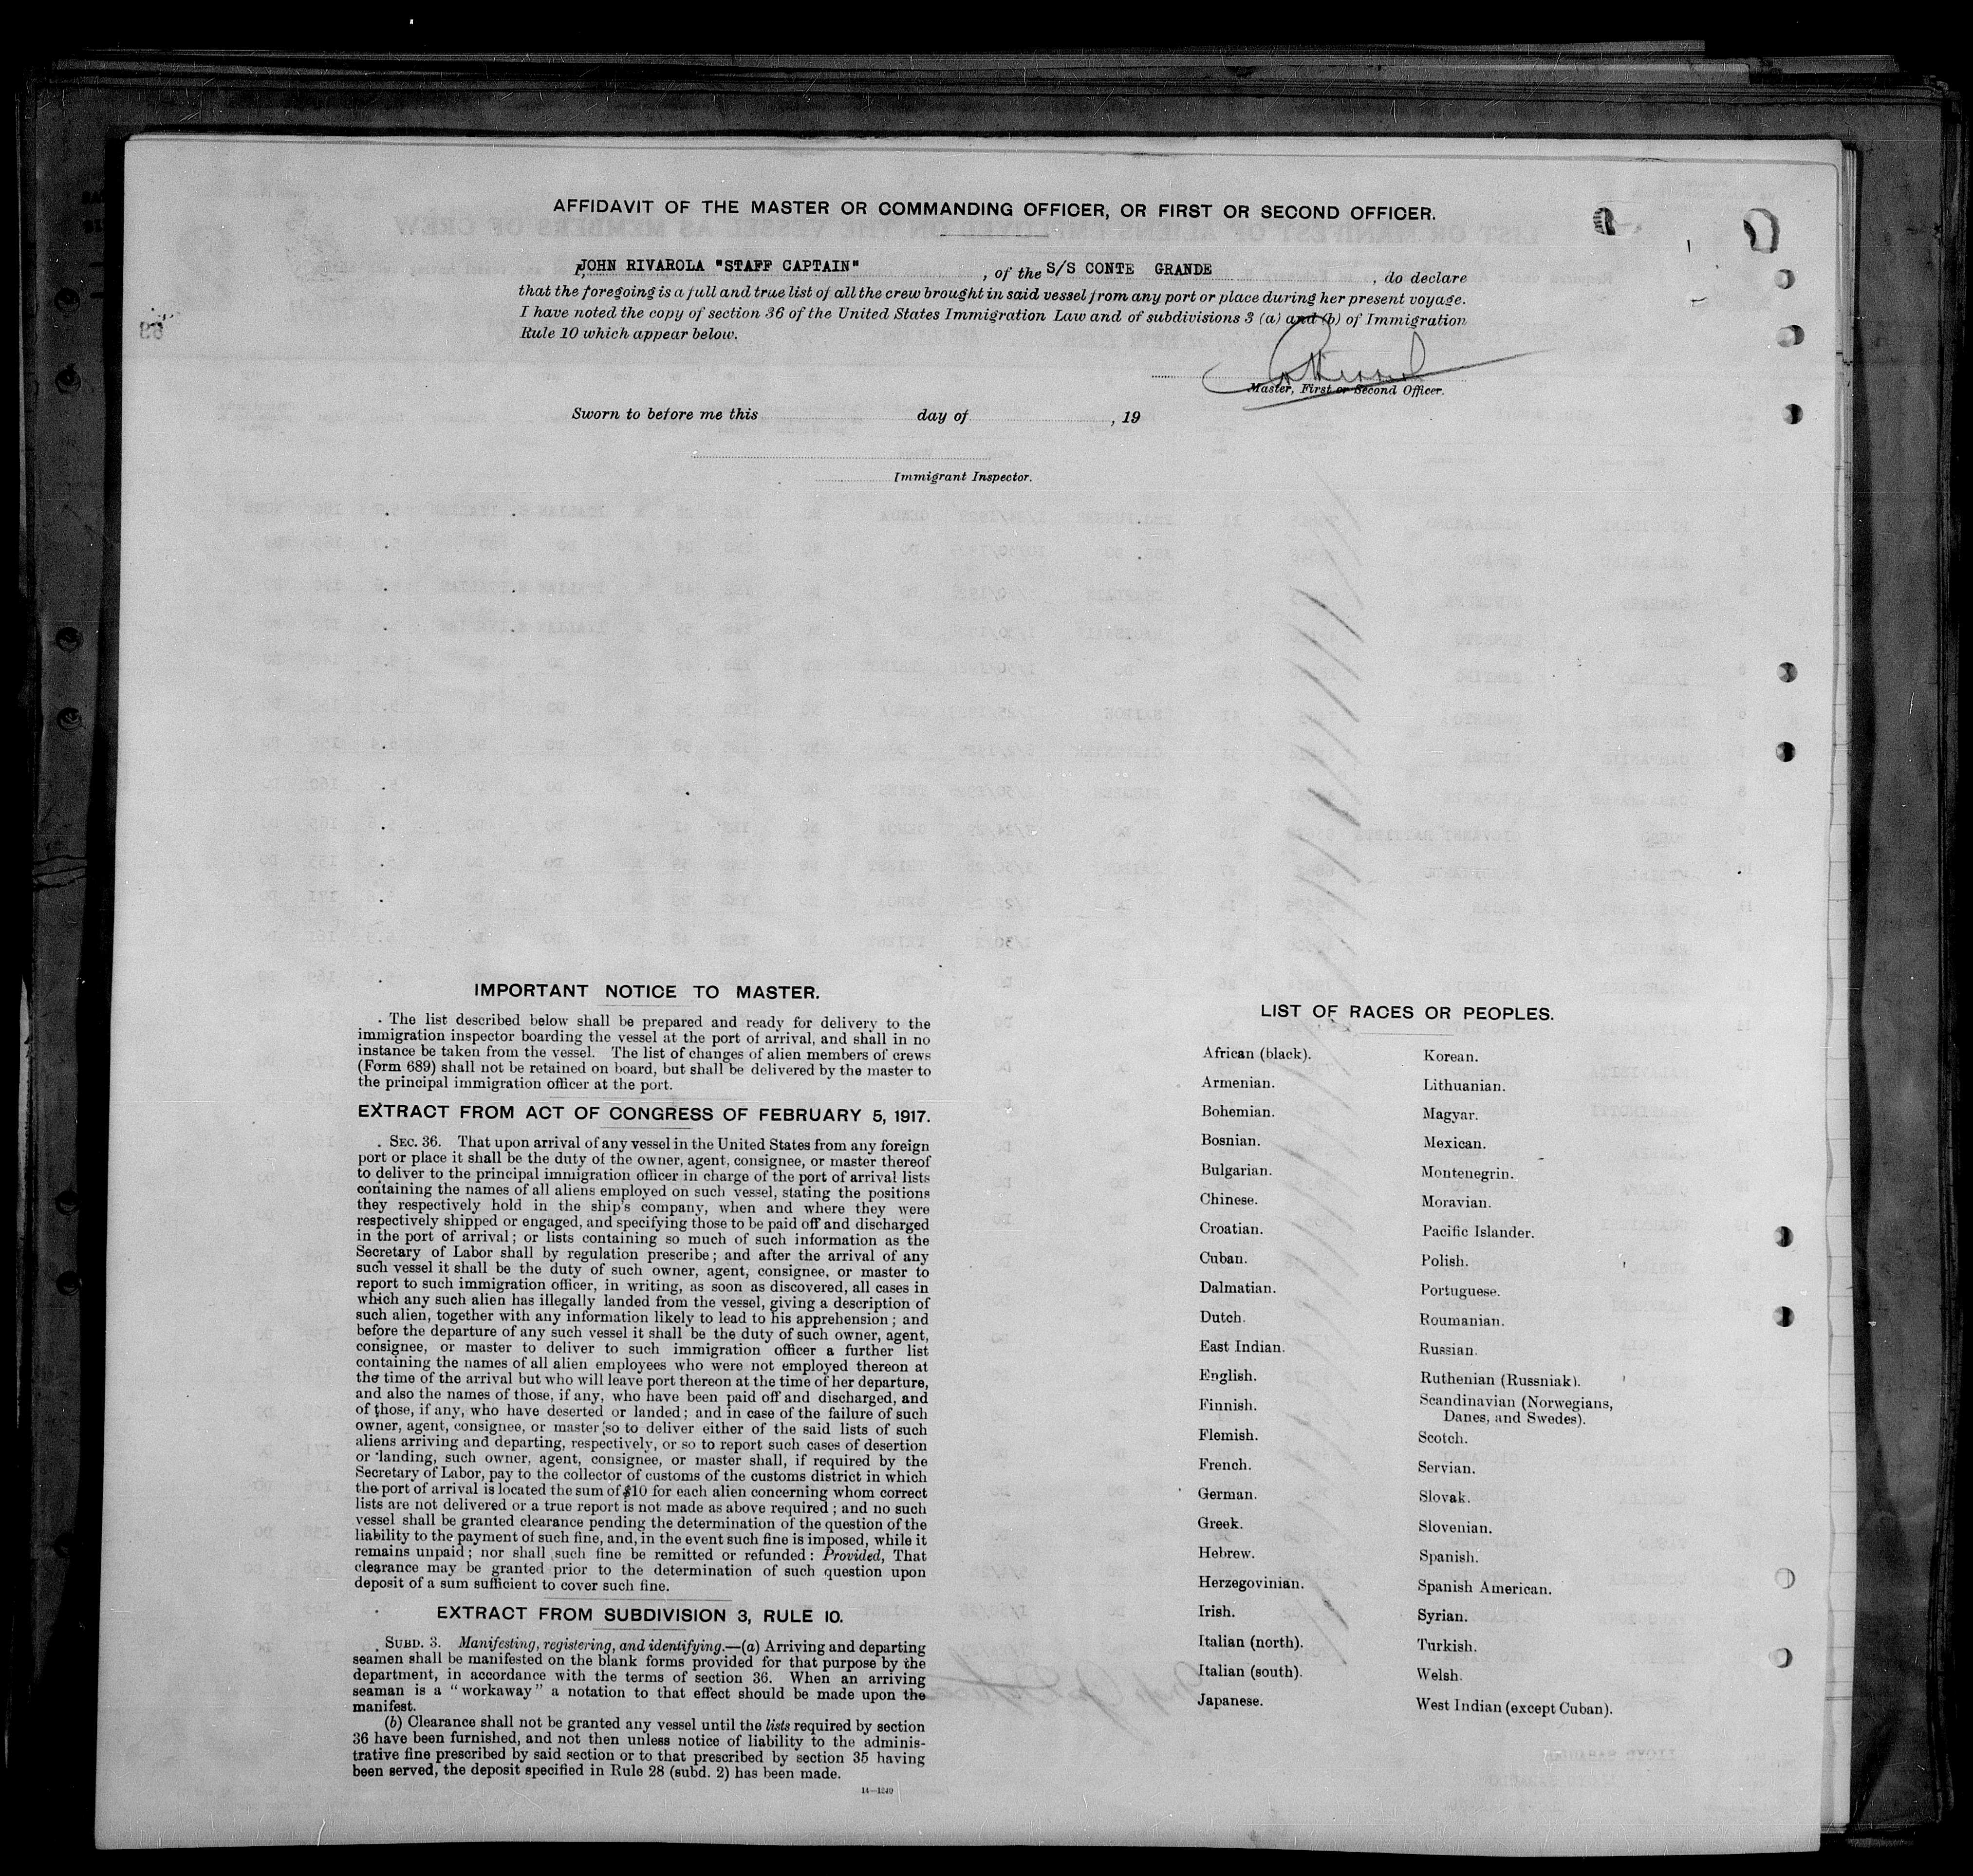 AFFIDAVIT OF THE MASTER OR COMMANDING OFFICER, OR FIRST OR SECOND OFFICER.
I, JOHN RIVAROLA "STAFF CAPTAIN" , of the S/S CONTE GRANDE , do declare
that the foregoing is a full and true list of all the crew brought in said vessel from any port or place during her present voyage.
I have noted the copy of section 36 of the United States Immigration Law and of subdivisions 3 (a) and (b) of Immigration
Rule 10 which appear below.
Master, First or Second Officer.
Sworn to before me this day of , 19
Immigrant Inspector.
IMPORTANT NOTICE TO MASTER.
The list described below shall be prepared and ready for delivery to the
immigration inspector boarding the vessel at the port of arrival, and shall in no
instance be taken from the vessel. The list of changes of alien members of crews
(Form 689) shall not be retained on board, but shall be delivered by the master to
the principal immigration officer at the port.
EXTRACT FROM ACT OF CONGRESS OF FEBRUARY 5, 1917.
SEC. 36. That upon arrival of any vessel in the United States from any foreign
port or place it shall be the duty of the owner, agent, consignee, or master thereof
to deliver to the principal immigration officer in charge of the port of arrival lists
containing the names of all aliens employed on such vessel, stating the positions
they respectively hold in the ship's company, when and where they were
respectively shipped or engaged, and specifying those to be paid off and discharged
in the port of arrival; or lists containing so much of such information as the
Secretary of Labor shall by regulation prescribe; and after the arrival of any
such vessel it shall be the duty of such owner, agent, consignee, or master to
report to such immigration officer, in writing, as soon as discovered, all cases in
which any such alien has illegally landed from the vessel, giving a description of
such alien, together with any information likely to lead to his apprehension; and
before the departure of any such vessel it shall be the duty of such owner, agent,
consignee, or master to deliver to such immigration officer a further list
containing the names of all alien employees who were not employed thereon at
the time of the arrival but who will leave port thereon at the time of her departure,
and also the names of those, if any, who have been paid off and discharged, and
of those, if any, who have deserted or landed; and in case of the failure of such
owner, agent, consignee, or master so to deliver either of the said lists of such
aliens arriving and departing, respectively, or so to report such cases of desertion
or landing, such owner, agent, consignee, or master shall, if required by the
Secretary of Labor, pay to the collector of customs of the customs district in which
the port of arrival is located the sum of $10 for each alien concerning whom correct
lists are not delivered or a true report is not made as above required; and no such
vessel shall be granted clearance pending the determination of the question of the
liability to the payment of such fine, and, in the event such fine is imposed, while it
remains unpaid; nor shall such fine be remitted or refunded: Provided, That
clearance may be granted prior to the determination of such question upon
deposit of a sum sufficient to cover such fine.
EXTRACT FROM SUBDIVISION 3, RULE 10.
SUBD. 3. Manifesting, registering, and identifying.—(a) Arriving and departing
seamen shall be manifested on the blank forms provided for that purpose by the
department, in accordance with the terms of section 36. When an arriving
seaman is a "workaway" a notation to that effect should be made upon the
manifest.
(b) Clearance shall not be granted any vessel until the lists required by section
36 have been furnished, and not then unless notice of liability to the adminis-
trative fine prescribed by said section or to that prescribed by section 35 having
been served, the deposit specified in Rule 28 (subd. 2) has been made.
14—1240
LIST OF RACES OR PEOPLES.
African (black).
Armenian.
Bohemian.
Bosnian.
Bulgarian.
Chinese.
Croatian.
Cuban.
Dalmatian.
Dutch.
East Indian.
English.
Finnish.
Flemish.
French.
German.
Greek.
Hebrew.
Herzegovinian.
Irish.
Italian (north).
Italian (south).
Japanese.
Korean.
Lithuanian.
Magyar.
Mexican.
Montenegrin.
Moravian.
Pacific Islander.
Polish.
Portuguese.
Roumanian.
Russian.
Ruthenian (Russniak).
Scandinavian (Norwegians,
Danes, and Swedes).
Scotch.
Servian.
Slovak.
Slovenian.
Spanish.
Spanish American.
Syrian.
Turkish.
Welsh.
West Indian (except Cuban).